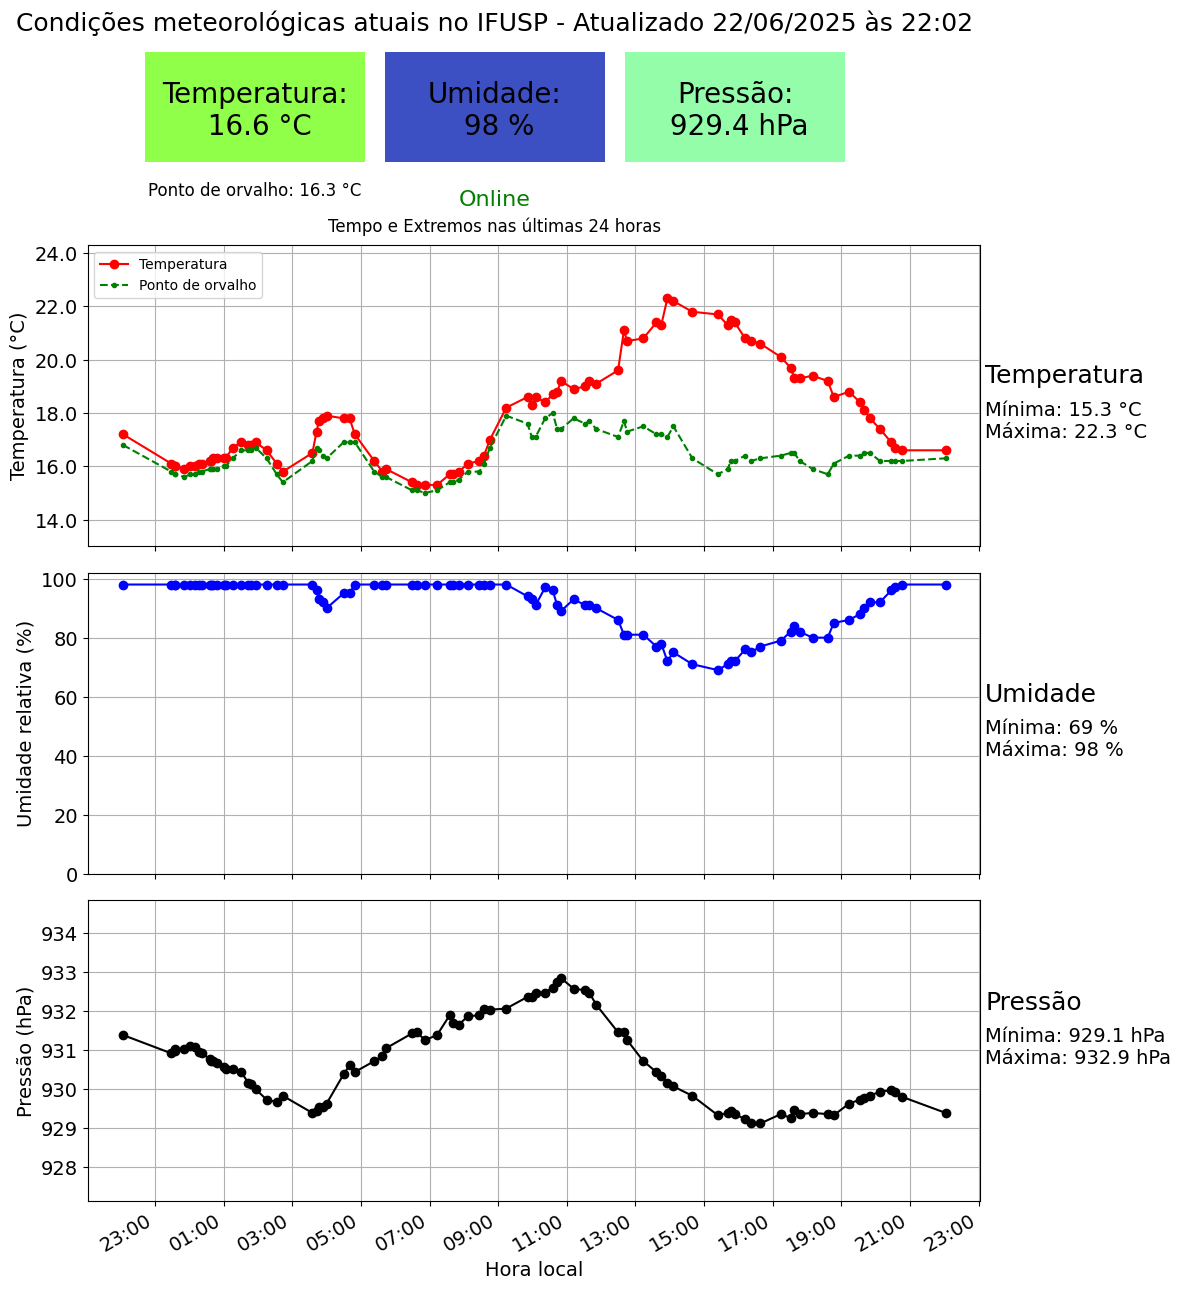 Condições meteorológicas atuais no IFUSP - Atualizado 22/06/2025 às 22:02
Temperatura:
16.6 °C
Umidade:
98 %
Pressão:
929.4 hPa
Ponto de orvalho: 16.3 °C
Online
Tempo e Extremos nas últimas 24 horas
Temperatura (°C)
24.0
22.0
20.0
18.0
16.0
14.0
Temperatura
Ponto de orvalho
Temperatura
Mínima: 15.3 °C
Máxima: 22.3 °C
Umidade relativa (%)
100
80
60
40
20
0
Umidade
Mínima: 69 %
Máxima: 98 %
Pressão (hPa)
934
933
932
931
930
929
928
Pressão
Mínima: 929.1 hPa
Máxima: 932.9 hPa
23:00 01:00 03:00 05:00 07:00 09:00 11:00 13:00 15:00 17:00 19:00 21:00 23:00
Hora local